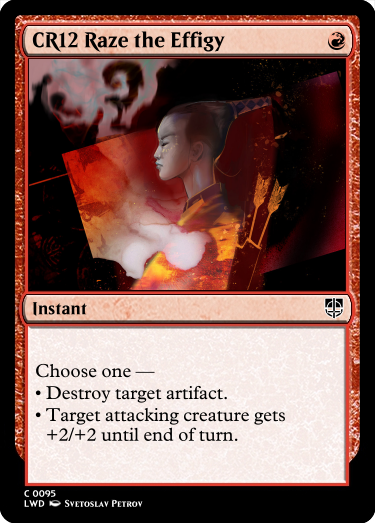 CR12 Raze the Effigy
Instant
Choose one —
• Destroy target artifact.
• Target attacking creature gets
+2/+2 until end of turn.
C 0095
LWD Svetoslav Petrov